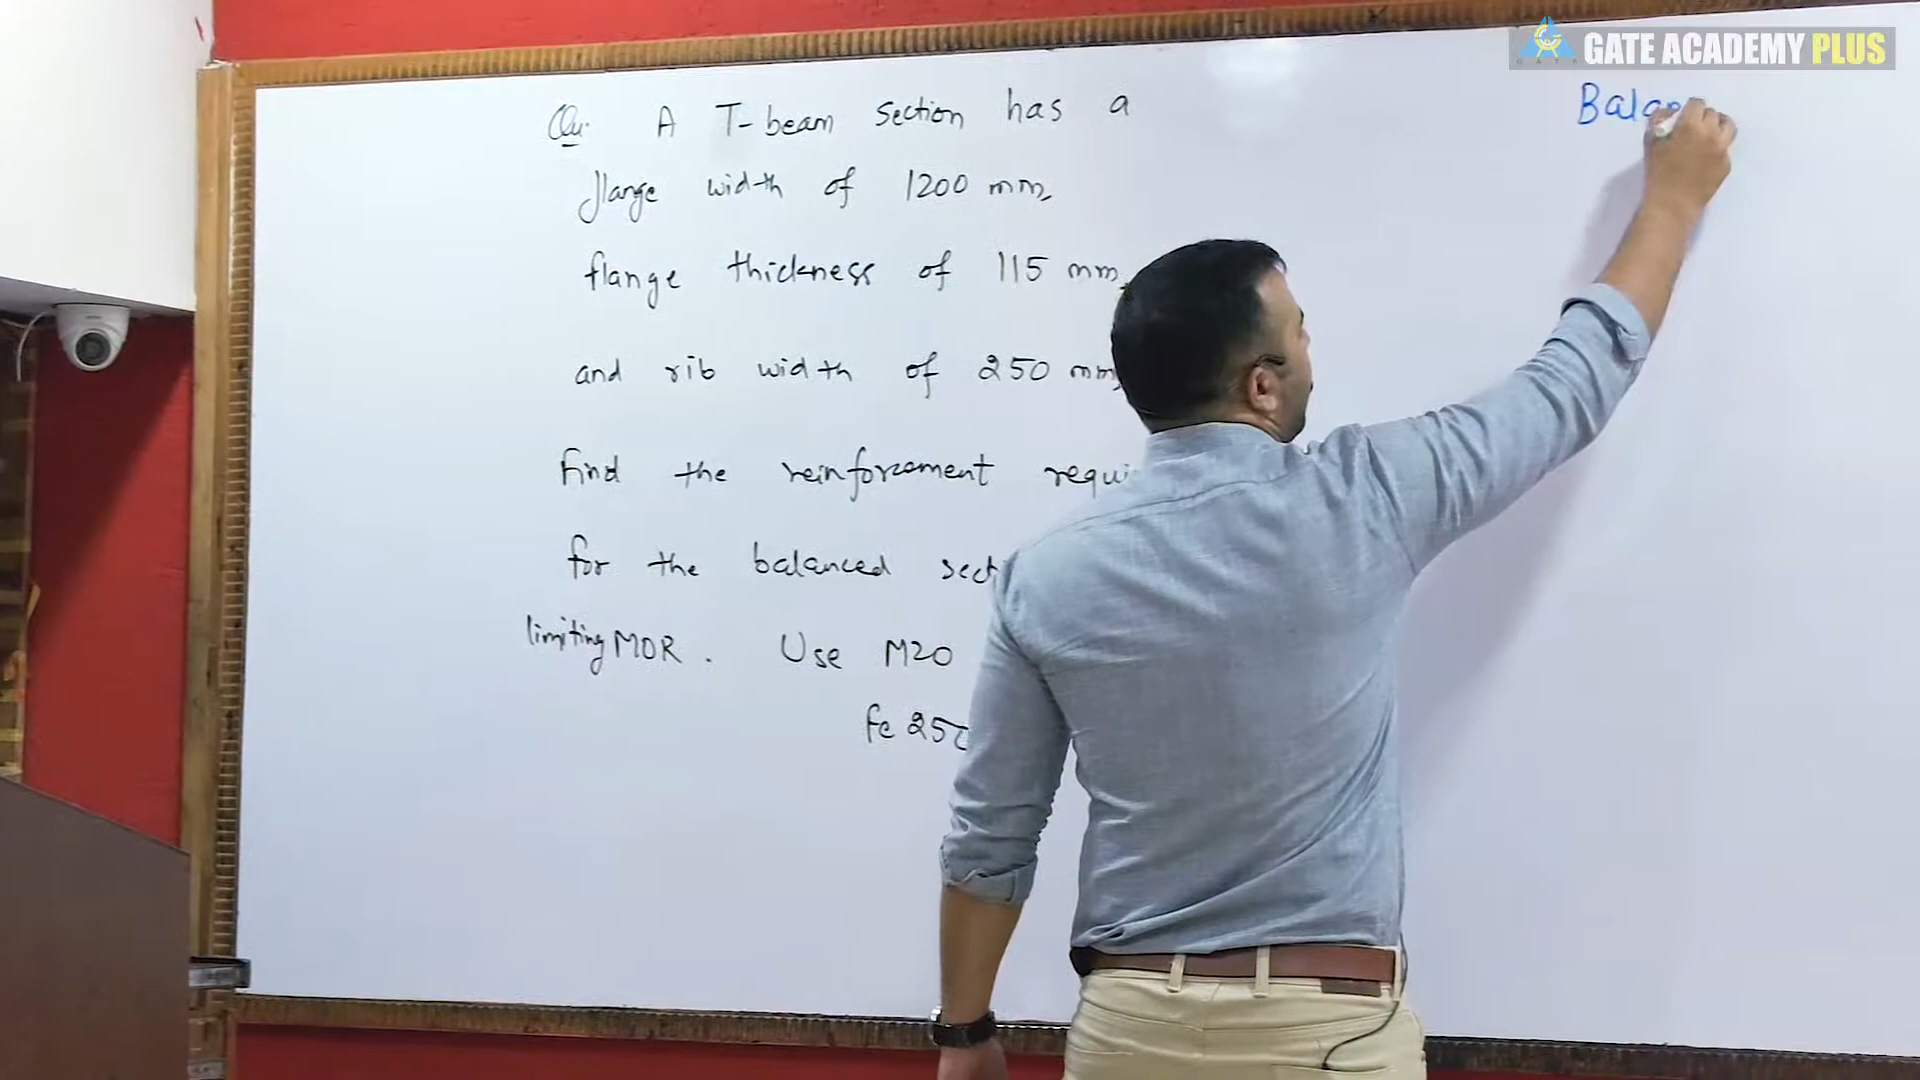 GATE ACADEMY PLUS
Qu. A T-beam section has a
flange width of 1200 mm,
flange thickness of 115 mm
and rib width of 250 mm,
Find the reinforcement requi
for the balanced sect
limiting MOR. Use M20
Fe 250
Balan